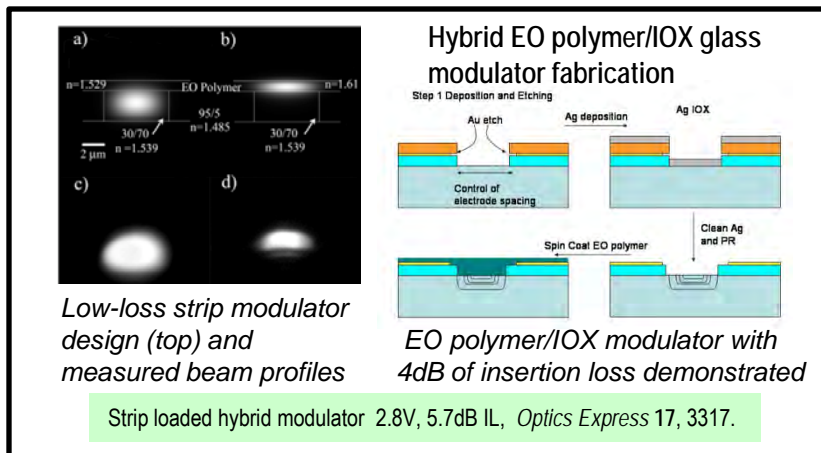 a)
b)
n=1.529
EO Polymer
n=1.61
95/5
n=1.485
30/70
n =1.539
30/70
n =1.539
2 µm
c)
d)
Low-loss strip modulator
design (top) and
measured beam profiles
Hybrid EO polymer/IOX glass
modulator fabrication
Step 1 Deposition and Etching
Au etch
Ag deposition
Ag IOX
Control of
electrode spacing
Clean Ag
and PR
Spin Coat EO polymer
EO polymer/IOX modulator with
4dB of insertion loss demonstrated
Strip loaded hybrid modulator 2.8V, 5.7dB IL, Optics Express 17, 3317.